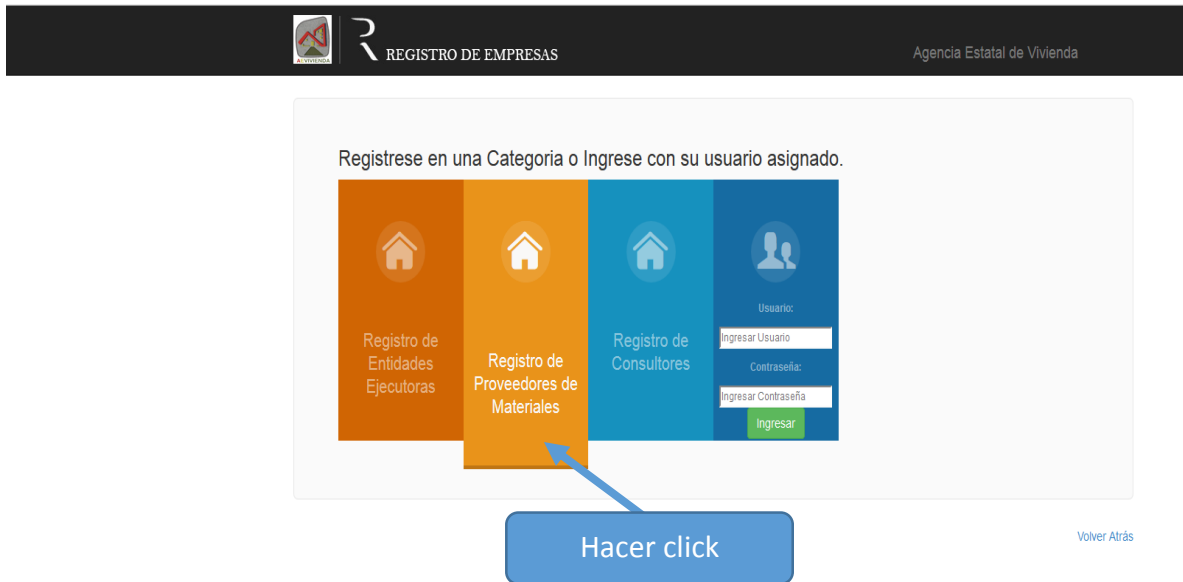 AEVIVIENDA
R REGISTRO DE EMPRESAS
Agencia Estatal de Vivienda
Registrese en una Categoria o Ingrese con su usuario asignado.
Registro de
Entidades
Ejecutoras
Registro de
Proveedores de
Materiales
Registro de
Consultores
Usuario:
Ingresar Usuario
Contraseña:
Ingresar Contraseña
Ingresar
Hacer click
Volver Atrás